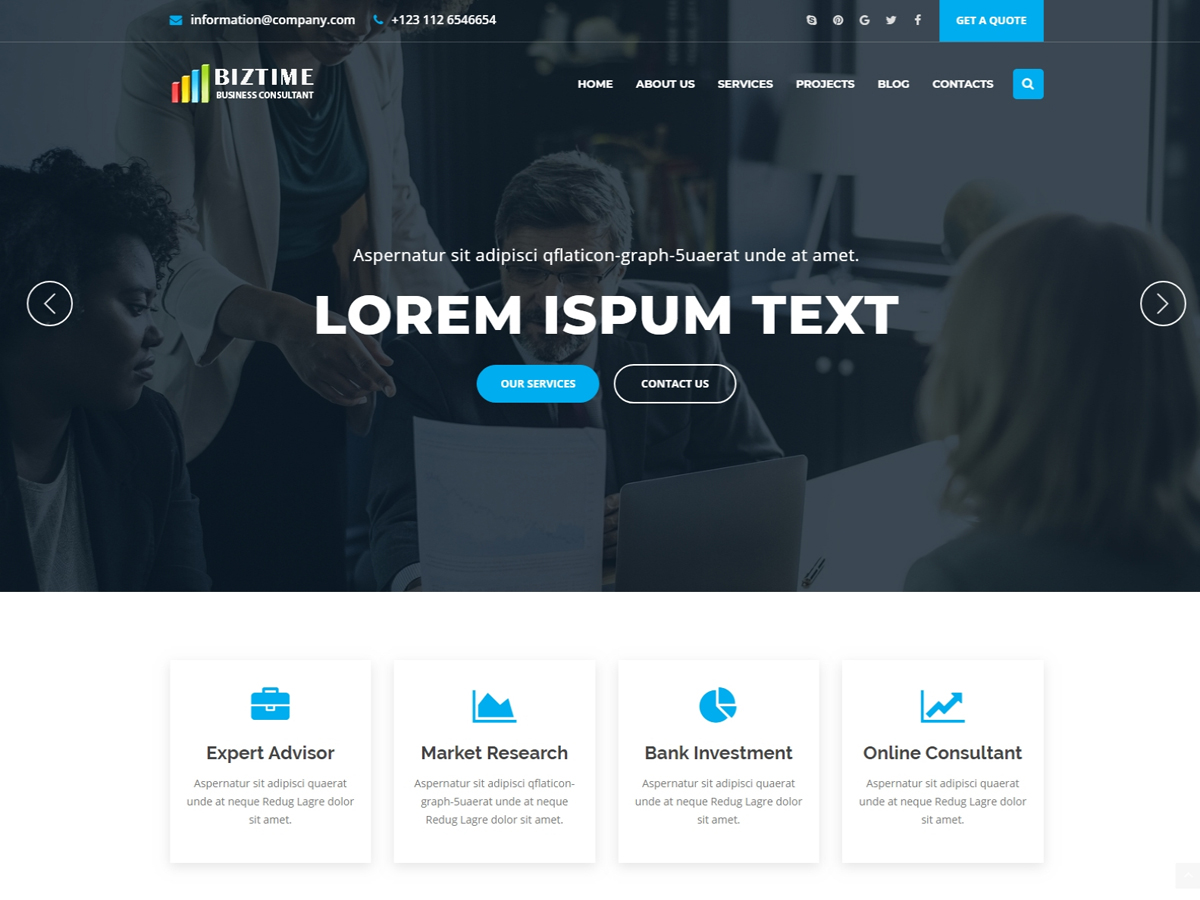 information@company.com
+123 112 6546654
GET A QUOTE
BIZTIME
BUSINESS CONSULTANT
HOME
ABOUT US
SERVICES
PROJECTS
BLOG
CONTACTS
Aspernatur sit adipisci qflaticon-graph-5uaerat unde at amet.
LOREM ISPUM TEXT
OUR SERVICES
CONTACT US
Expert Advisor
Aspernatur sit adipisci quaerat
unde at neque Redug Lagre dolor
sit amet.
Market Research
Aspernatur sit adipisci qflaticon-
graph-5uaerat unde at neque
Redug Lagre dolor sit amet.
Bank Investment
Aspernatur sit adipisci quaerat
unde at neque Redug Lagre dolor
sit amet.
Online Consultant
Aspernatur sit adipisci quaerat
unde at neque Redug Lagre dolor
sit amet.